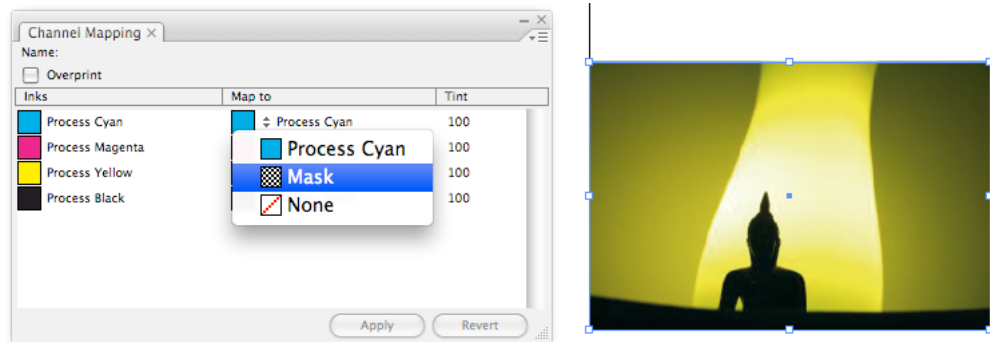 Channel Mapping ×
Name:
Overprint
Inks Map to Tint
Process Cyan Process Cyan 100
Process Magenta 100
Process Yellow 100
Process Black 100
Process Cyan
Mask
None
Apply Revert